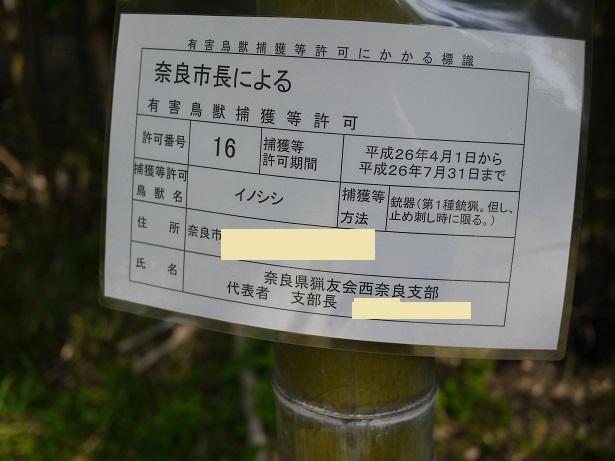 有害鳥獣捕獲等許可にかかる標識
奈良市長による
有害鳥獣捕獲等許可
許可番号 16 捕獲等許可期間 平成26年4月1日から
平成26年7月31日まで
捕獲等許可鳥獣名 イノシシ 捕獲等方法 銃器(第1種銃猟。但し、
止め刺し時に限る。)
住所 奈良市
氏名 奈良県猟友会西奈良支部
代表者 支部長